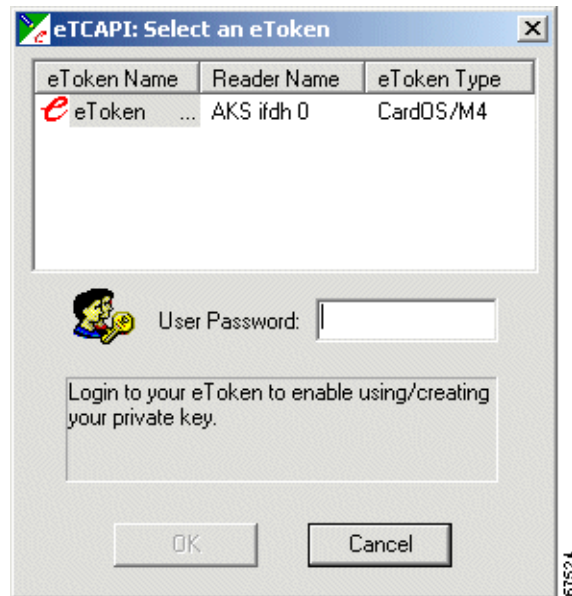 eTCAPI: Select an eToken
eToken Name Reader Name eToken Type
eToken ... AKS ifdh 0 CardOS/M4
User Password:
Login to your eToken to enable using/creating
your private key.
OK Cancel